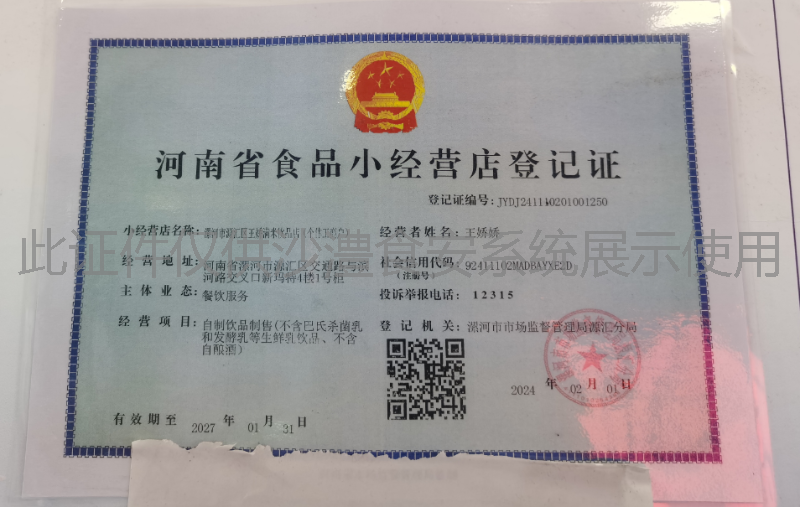 河南省食品小经营店登记证
登记证编号: JYDJ241110201001250
小经营店名称:
经营者姓名: 王娇娇
此证件仅供沙澧食安系统展示使用
经营地址: 河南省漯河市源汇区交通路与滨
河路交叉口新玛特4楼1号柜
社会信用代码:
(注册号)
主体业态: 餐饮服务
投诉举报电话: 12315
经营项目: 自制饮品制售(不含巴氏杀菌乳
和发酵乳等生鲜乳饮品、不含
自酿酒)
登记机关: 漯河市市场监督管理局源汇分局
2024 年 02 月 01 日
有效期至 2027 年 01 月 31 日